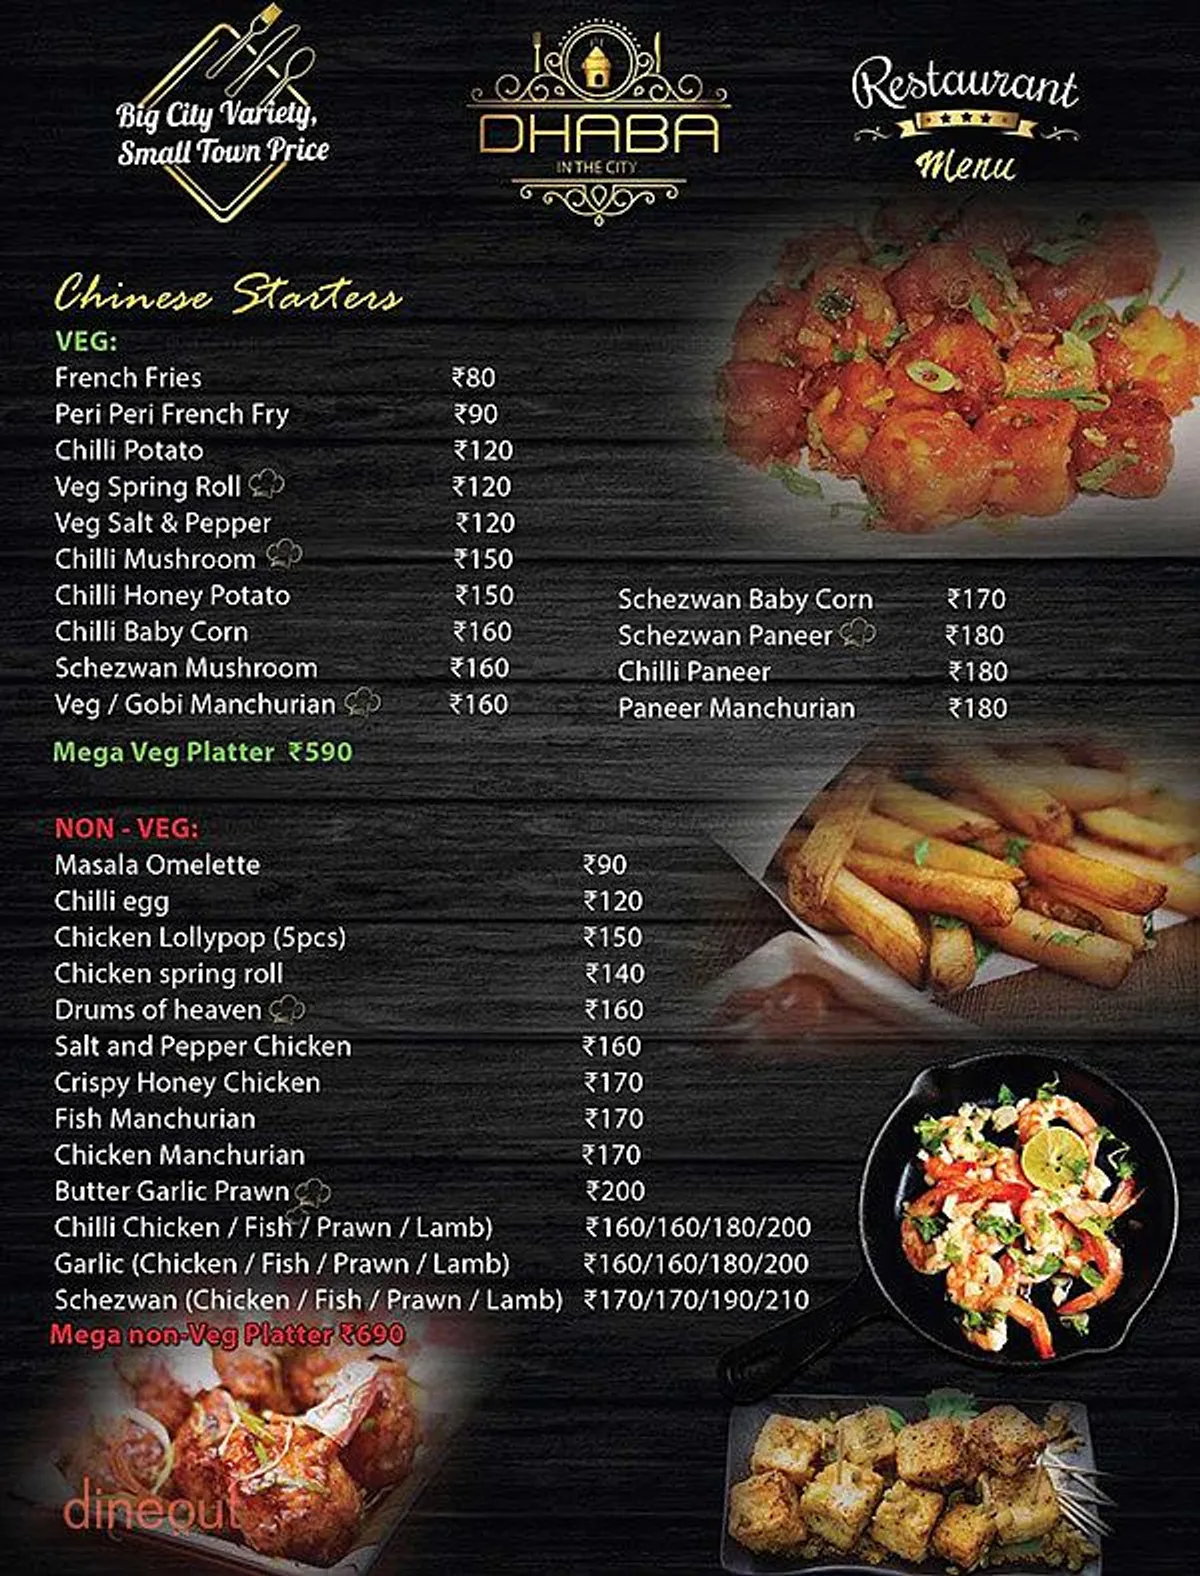 Big City Variety,
Small Town Price
DHABA
IN THE CITY
Restaurant
Menu
Chinese Starters
VEG:
French Fries ₹80
Peri Peri French Fry ₹90
Chilli Potato ₹120
Veg Spring Roll ₹120
Veg Salt & Pepper ₹120
Chilli Mushroom ₹150
Chilli Honey Potato ₹150
Chilli Baby Corn ₹160
Schezwan Mushroom ₹160
Veg / Gobi Manchurian ₹160
Schezwan Baby Corn ₹170
Schezwan Paneer ₹180
Chilli Paneer ₹180
Paneer Manchurian ₹180
Mega Veg Platter ₹590
NON - VEG:
Masala Omelette ₹90
Chilli egg ₹120
Chicken Lollypop (5pcs) ₹150
Chicken spring roll ₹140
Drums of heaven ₹160
Salt and Pepper Chicken ₹160
Crispy Honey Chicken ₹170
Fish Manchurian ₹170
Chicken Manchurian ₹170
Butter Garlic Prawn ₹200
Chilli Chicken / Fish / Prawn / Lamb) ₹160/160/180/200
Garlic (Chicken / Fish / Prawn / Lamb) ₹160/160/180/200
Schezwan (Chicken / Fish / Prawn / Lamb) ₹170/170/190/210
Mega non-Veg Platter ₹690
dineout